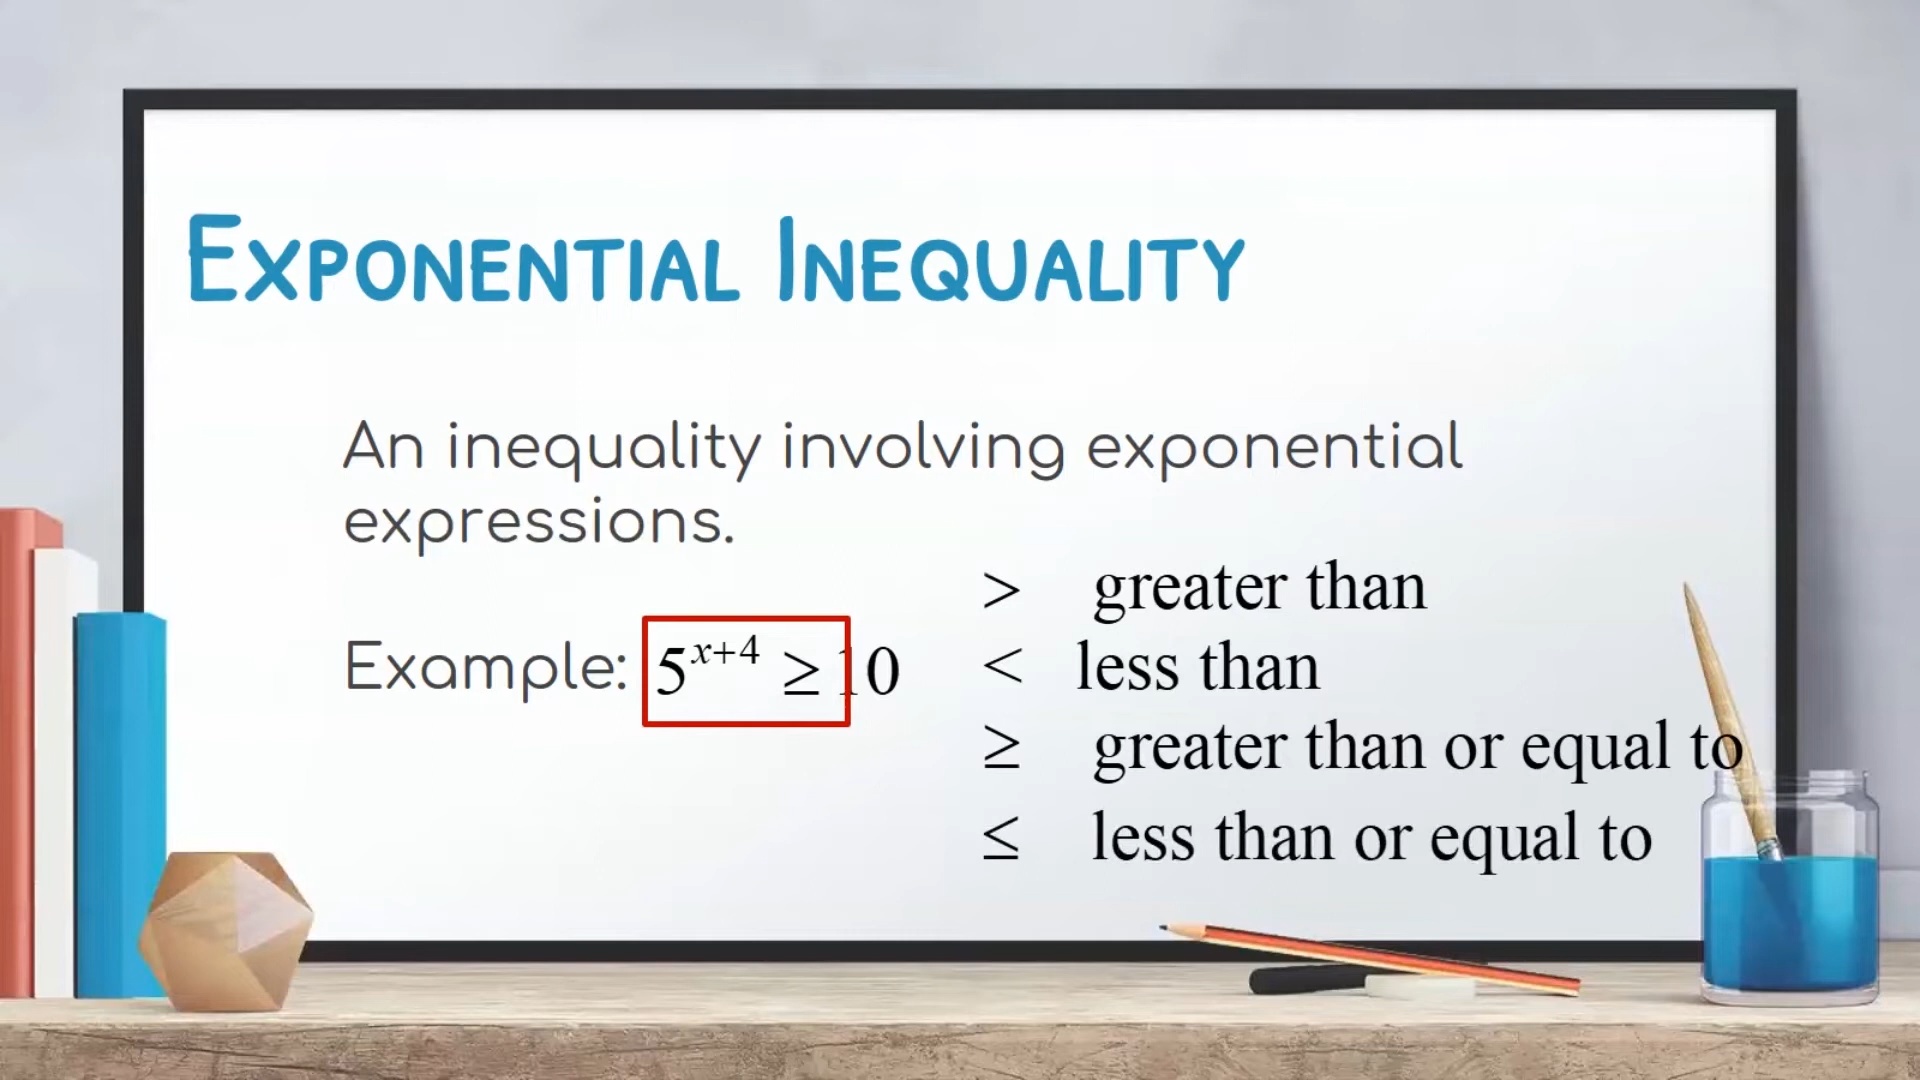 EXPONENTIAL INEQUALITY
An inequality involving exponential
expressions.
Example: 5^{x+4} ≥ 10
> greater than
< less than
≥ greater than or equal to
≤ less than or equal to